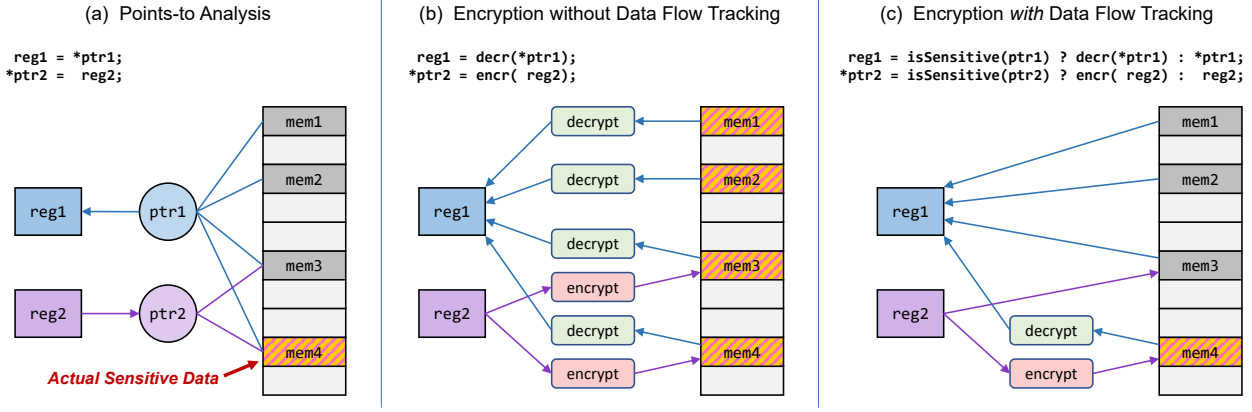 (a) Points-to Analysis
reg1 = *ptr1;
*ptr2 = reg2;
mem1
mem2
reg1
ptr1
mem3
reg2
ptr2
mem4
Actual Sensitive Data
(b) Encryption without Data Flow Tracking
reg1 = decr(*ptr1);
*ptr2 = encr( reg2);
decrypt
mem1
decrypt
mem2
reg1
decrypt
mem3
encrypt
reg2
decrypt
mem4
encrypt
(c) Encryption with Data Flow Tracking
reg1 = isSensitive(ptr1) ? decr(*ptr1) : *ptr1;
*ptr2 = isSensitive(ptr2) ? encr( reg2) : reg2;
mem1
mem2
reg1
mem3
reg2
decrypt
mem4
encrypt